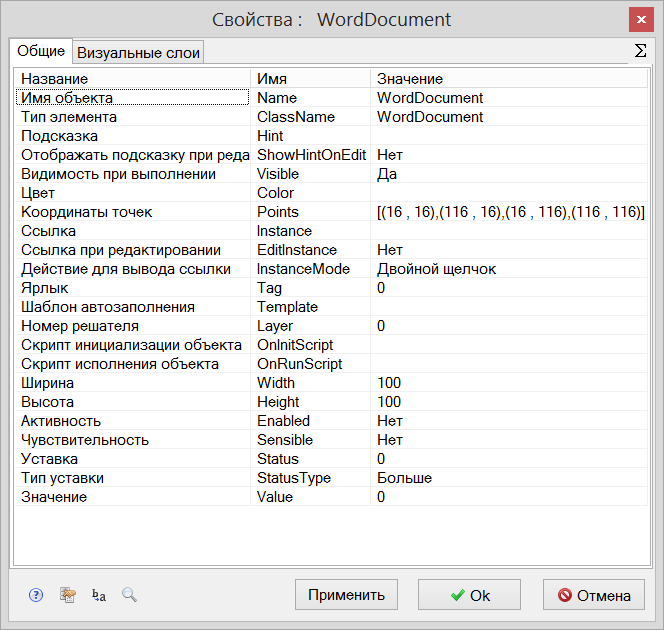 Свойства : WordDocument
Общие Визуальные слои Σ
Название Имя Значение
Имя объекта Name WordDocument
Тип элемента ClassName WordDocument
Подсказка Hint
Отображать подсказку при реда ShowHintOnEdit Нет
Видимость при выполнении Visible Да
Цвет Color
Координаты точек Points [(16 , 16),(116 , 16),(16 , 116),(116 , 116)]
Ссылка Instance
Ссылка при редактировании EditInstance Нет
Действие для вывода ссылки InstanceMode Двойной щелчок
Ярлык Tag 0
Шаблон автозаполнения Template
Номер решателя Layer 0
Скрипт инициализации объекта OnInitScript
Скрипт исполнения объекта OnRunScript
Ширина Width 100
Высота Height 100
Активность Enabled Нет
Чувствительность Sensible Нет
Уставка Status 0
Тип уставки StatusType Больше
Значение Value 0
? b a Применить Ok Отмена